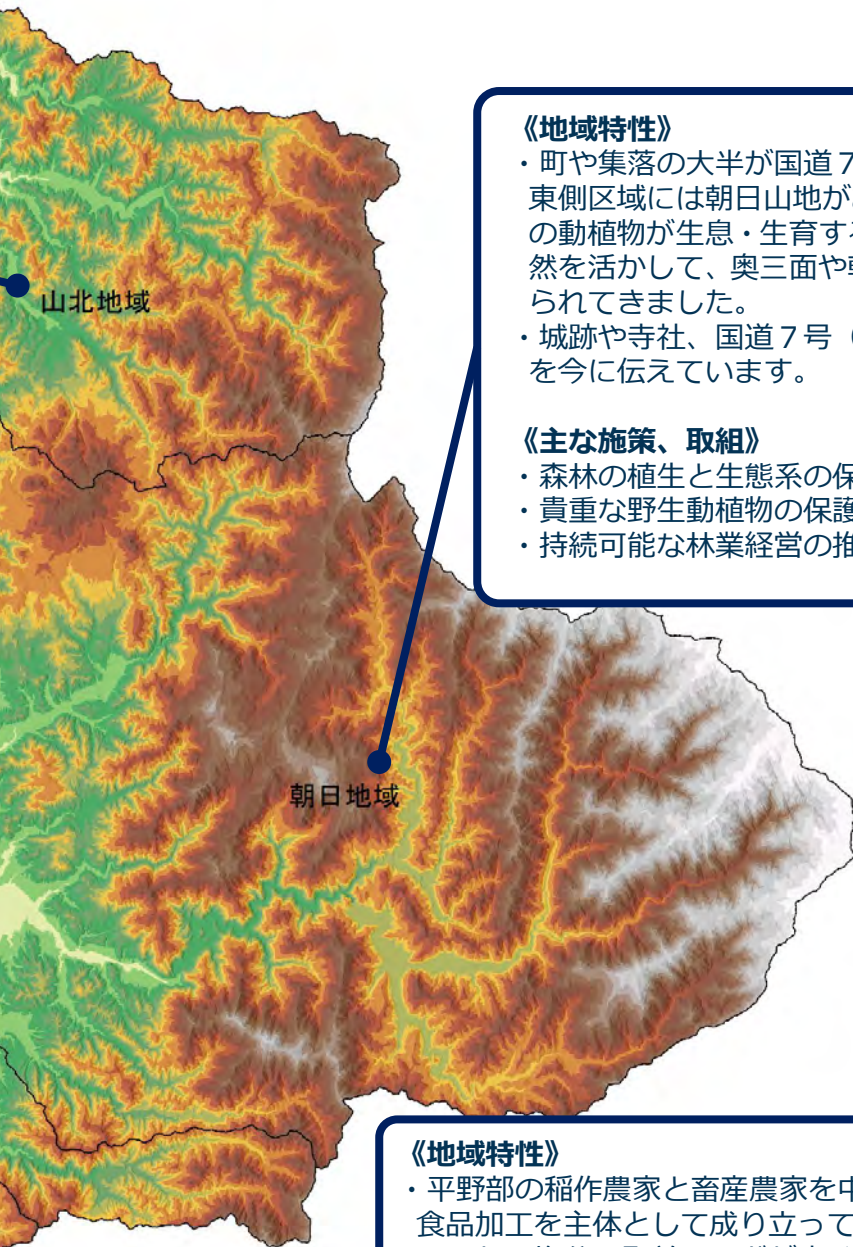 《地域特性》
・町や集落の大半が国道７
東側区域には朝日山地が
の動植物が生息・生育す
然を活かして、奥三面や
られてきました。
・城跡や寺社、国道７号（
を今に伝えています。
《主な施策、取組》
・森林の植生と生態系の保
・貴重な野生動植物の保護
・持続可能な林業経営の推
山北地域
朝日地域
《地域特性》
・平野部の稲作農家と畜産農家を中
食品加工を主体として成り立って